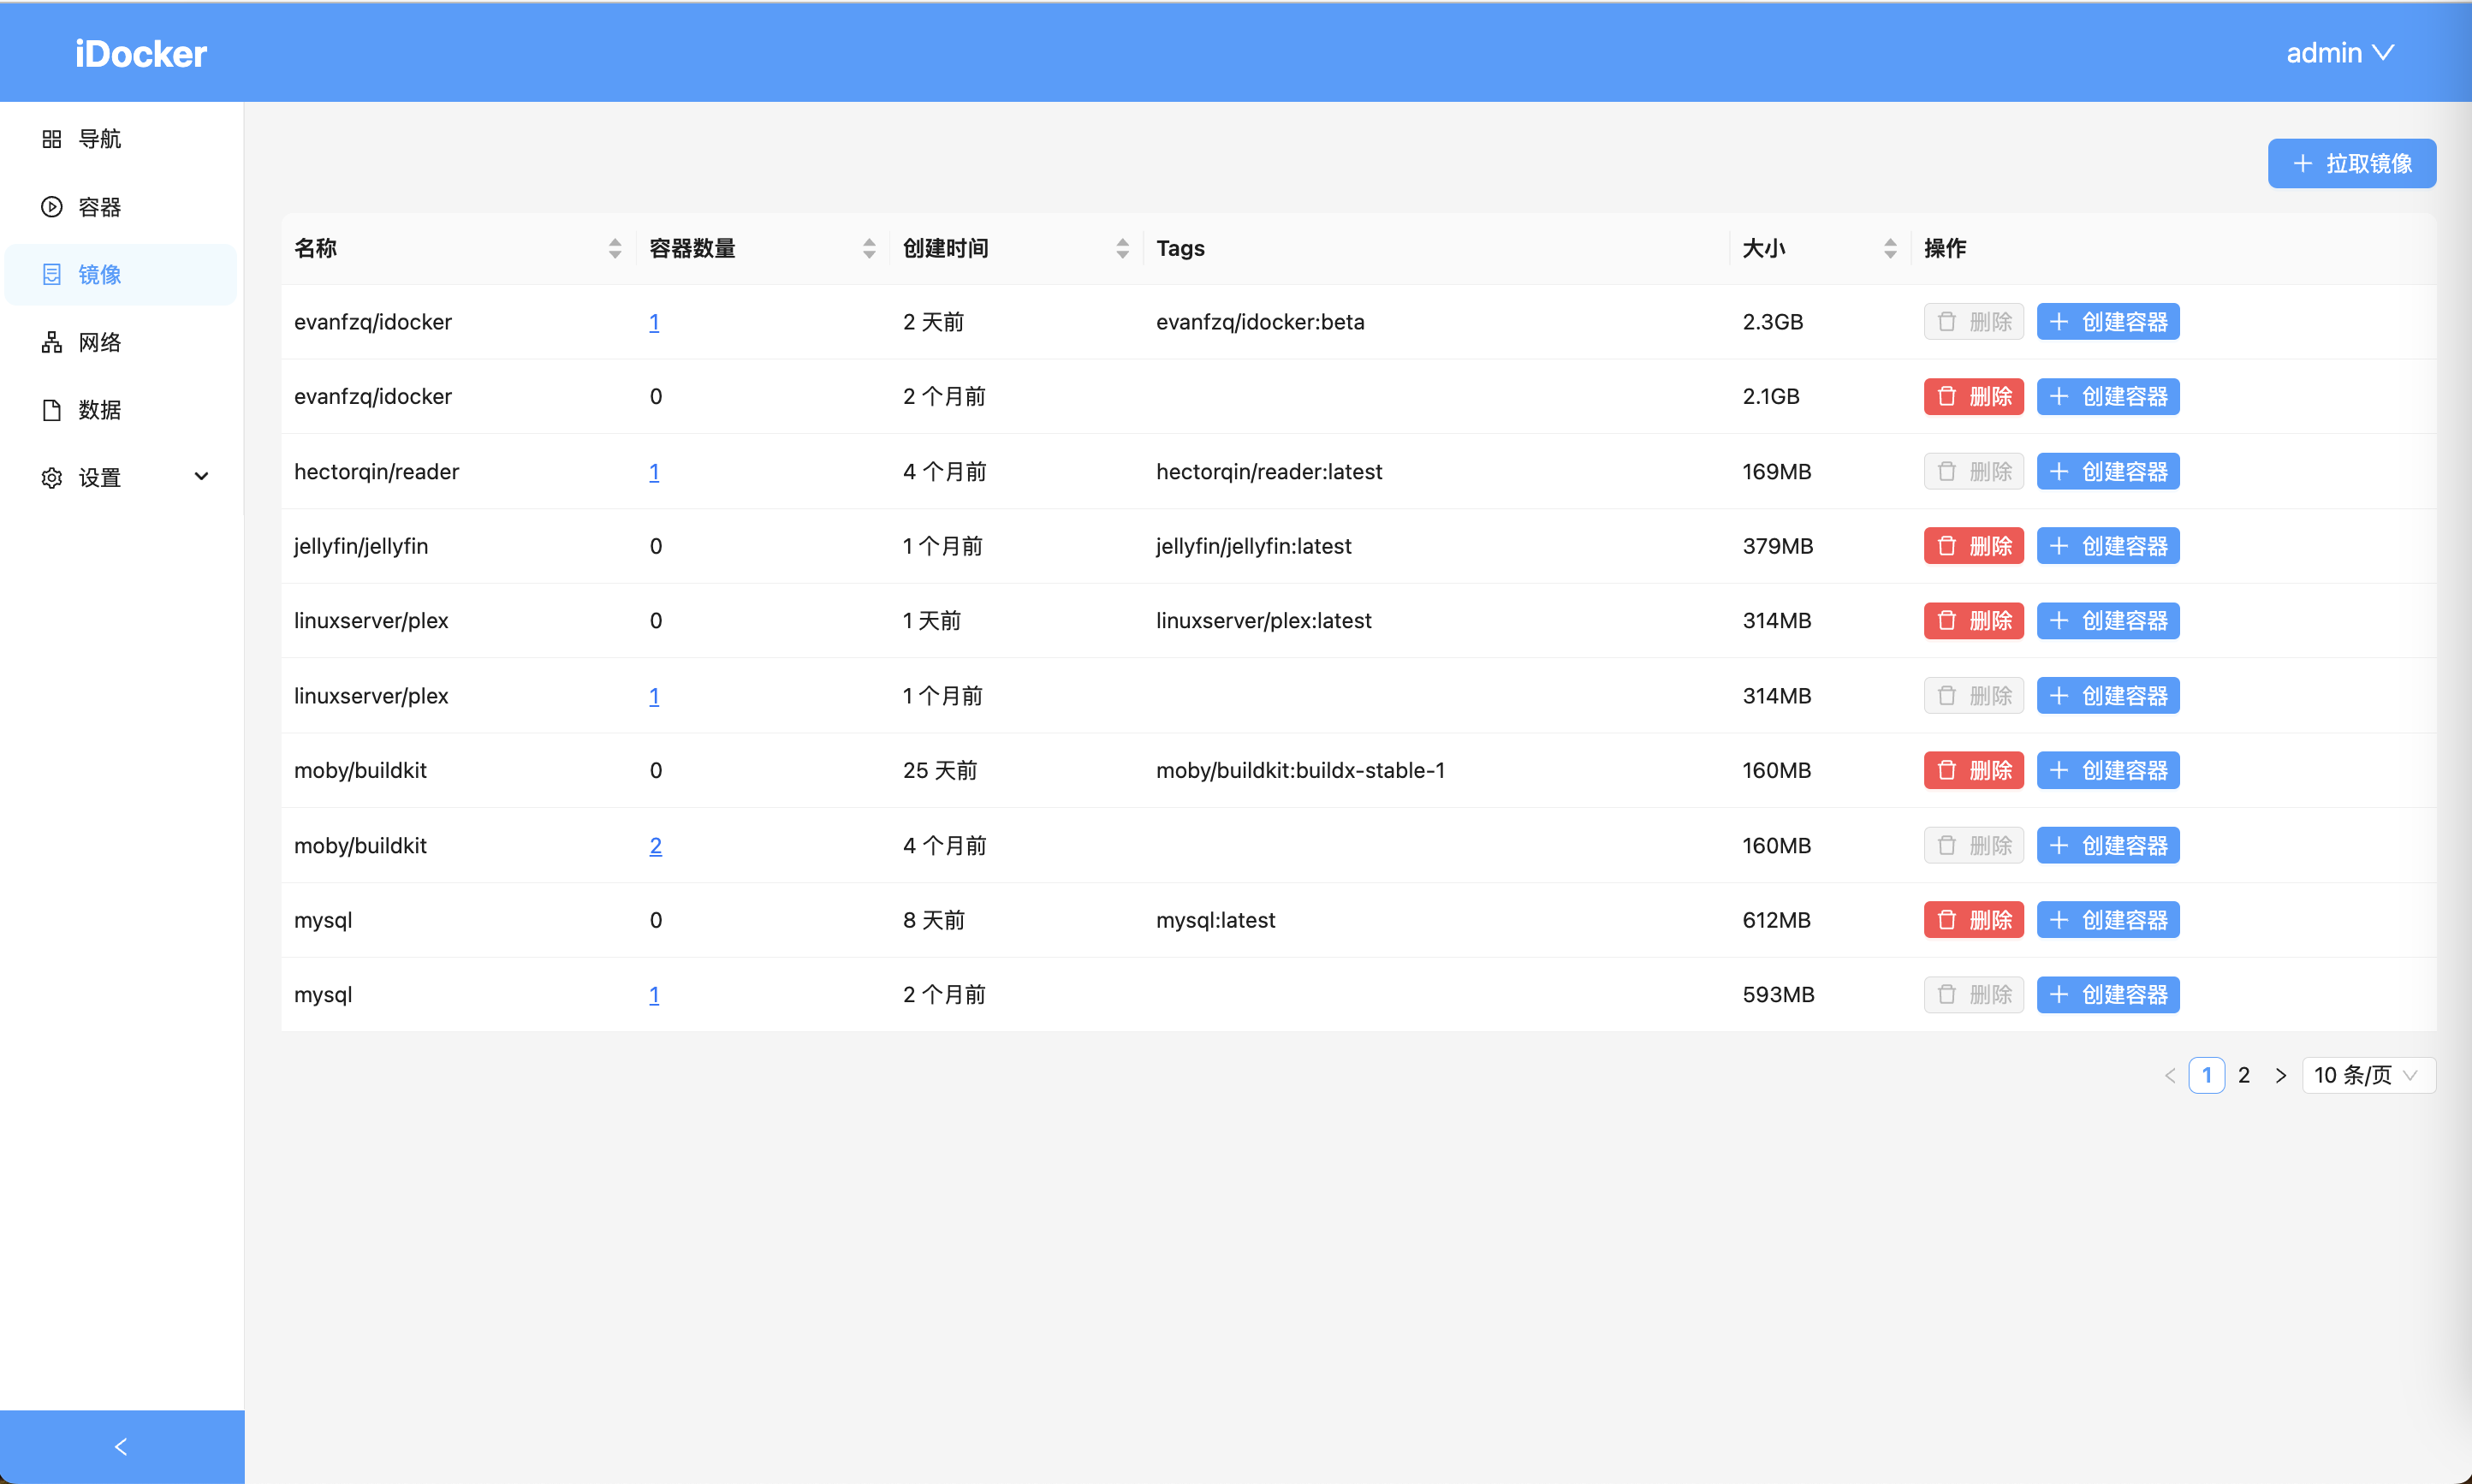 iDocker
admin
导航
容器
镜像
网络
数据
设置
拉取镜像
名称 容器数量 创建时间 Tags 大小 操作
evanfzq/idocker 1 2 天前 evanfzq/idocker:beta 2.3GB 删除 创建容器
evanfzq/idocker 0 2 个月前 2.1GB 删除 创建容器
hectorqin/reader 1 4 个月前 hectorqin/reader:latest 169MB 删除 创建容器
jellyfin/jellyfin 0 1 个月前 jellyfin/jellyfin:latest 379MB 删除 创建容器
linuxserver/plex 0 1 天前 linuxserver/plex:latest 314MB 删除 创建容器
linuxserver/plex 1 1 个月前 314MB 删除 创建容器
moby/buildkit 0 25 天前 moby/buildkit:buildx-stable-1 160MB 删除 创建容器
moby/buildkit 2 4 个月前 160MB 删除 创建容器
mysql 0 8 天前 mysql:latest 612MB 删除 创建容器
mysql 1 2 个月前 593MB 删除 创建容器
1 2 10 条/页